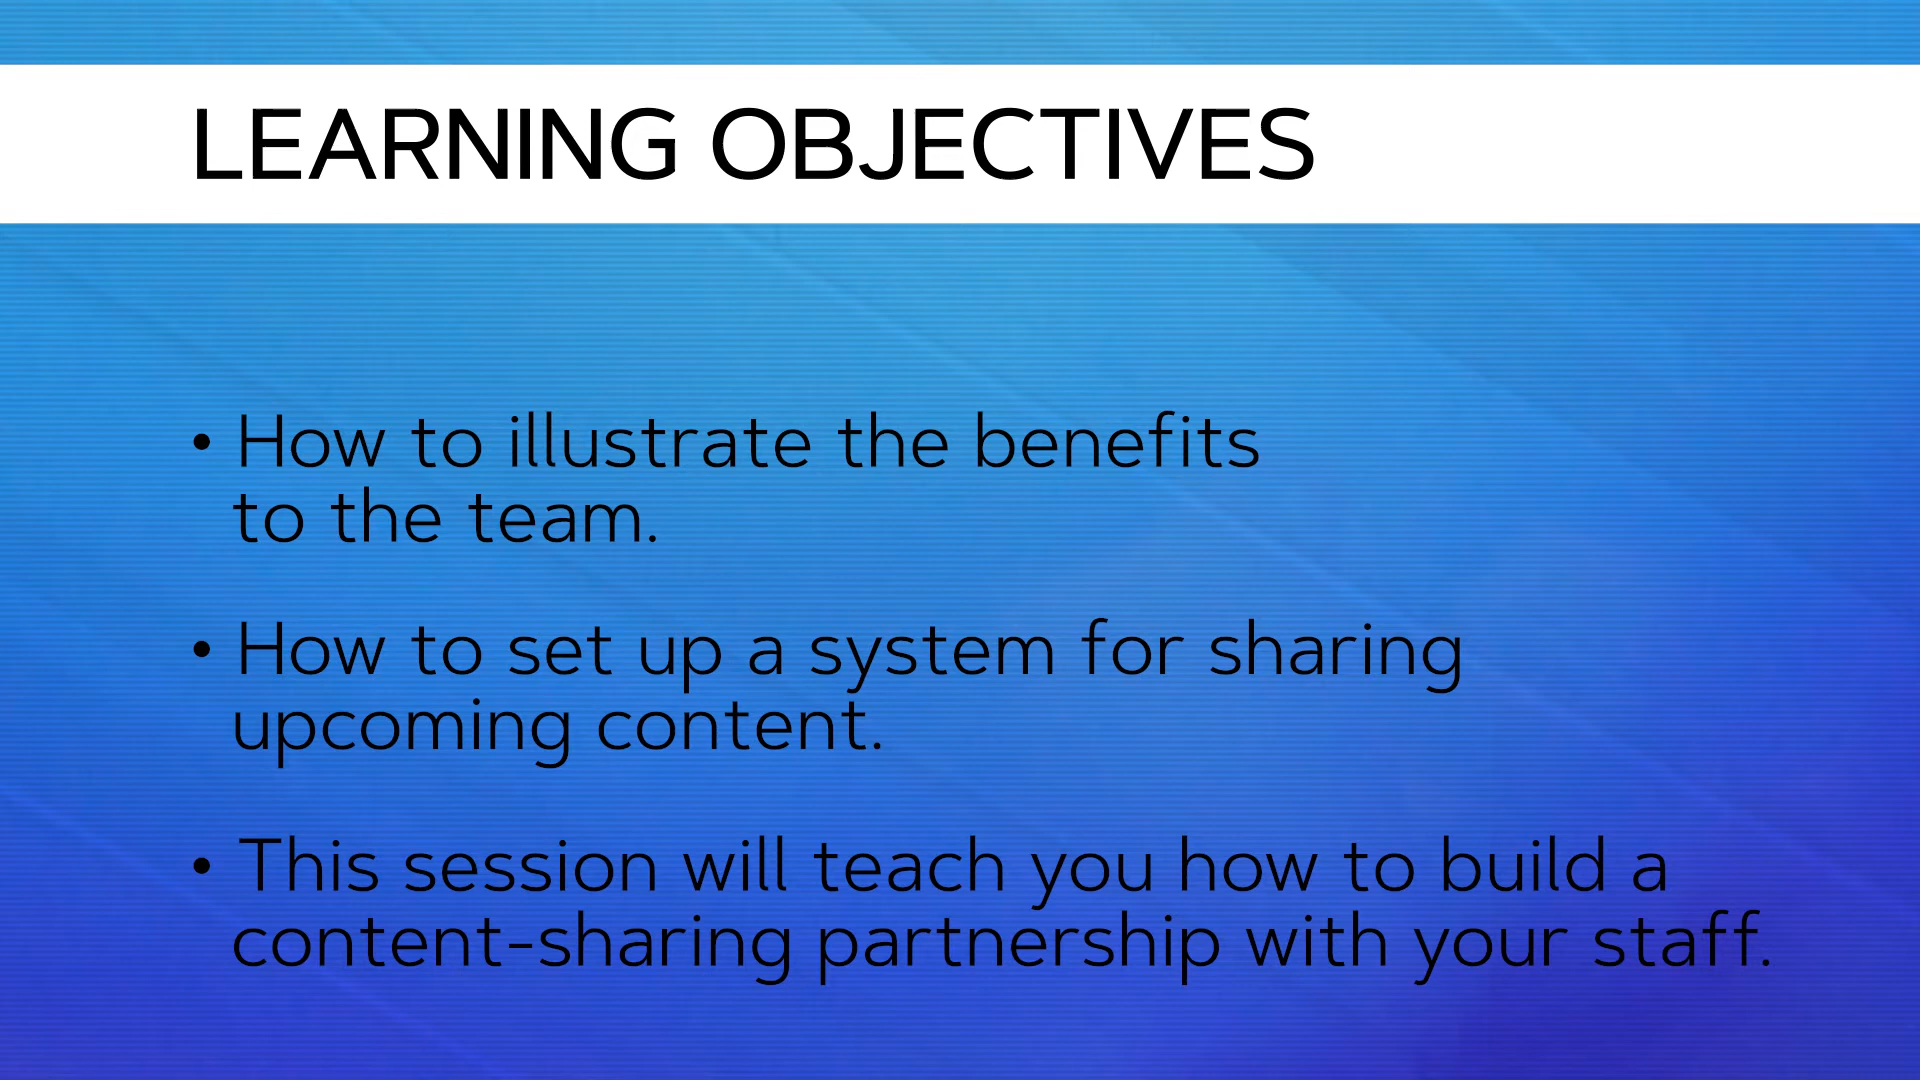 LEARNING OBJECTIVES
• How to illustrate the benefits
to the team.
• How to set up a system for sharing
upcoming content.
• This session will teach you how to build a
content-sharing partnership with your staff.